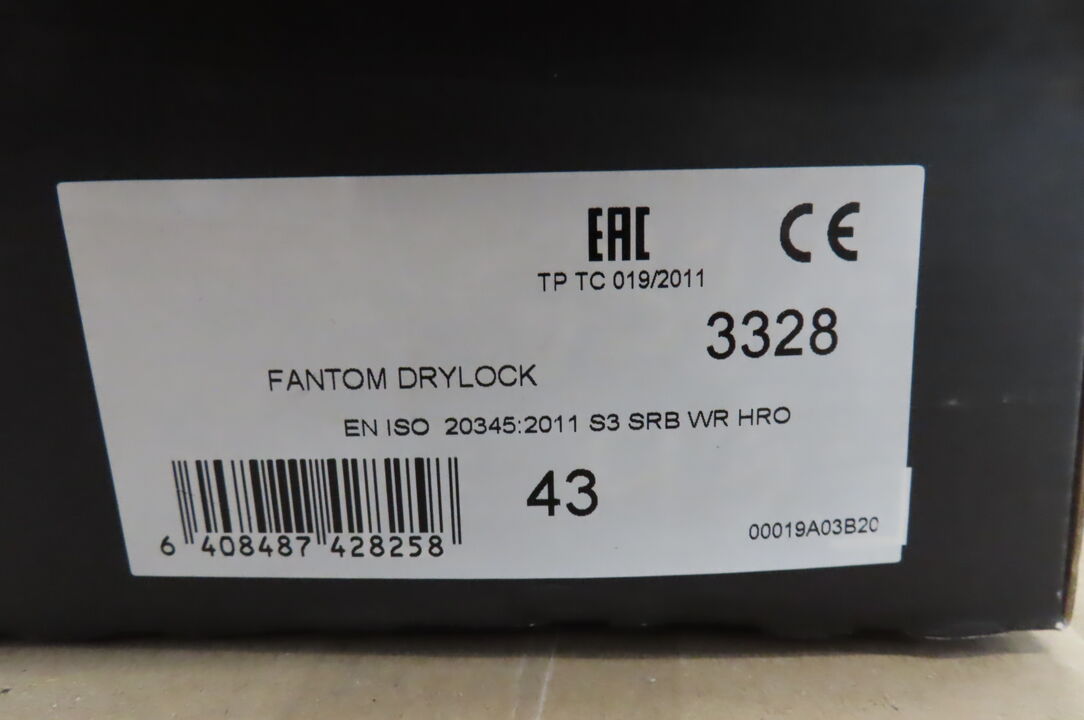 EAC CE
TP TC 019/2011
3328
FANTOM DRYLOCK
EN ISO 20345:2011 S3 SRB WR HRO
43
6 408487 428258
00019A03B20